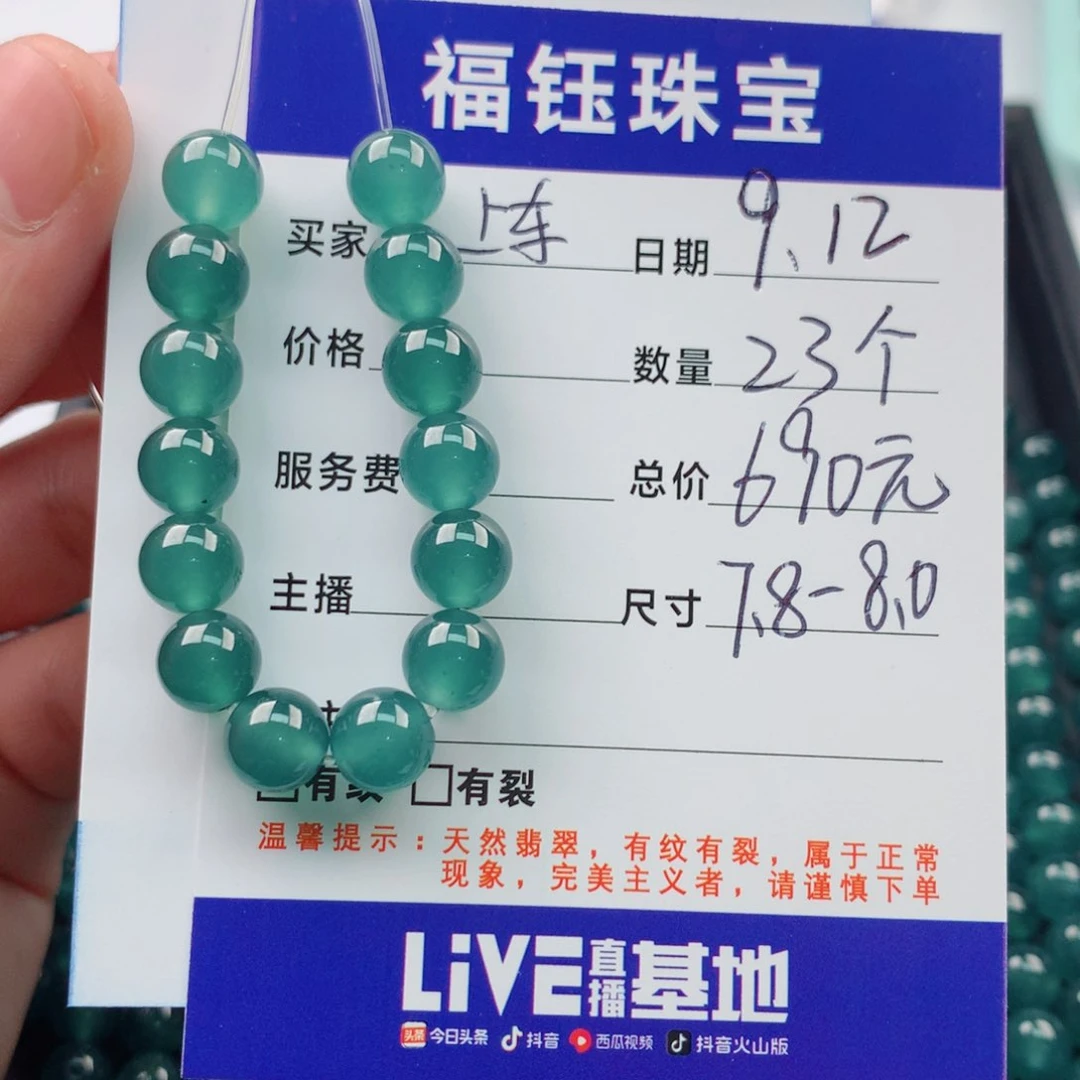 福钰珠宝
买家 上车 日期 9.12
价格 数量 23个
服务费 总价 690元
主播 尺寸 7.8-8.0
有纹 有裂
温馨提示：天然翡翠，有纹有裂，属于正常
现象，完美主义者，请谨慎下单
LiVE直播基地
头条 今日头条 抖音 西瓜视频 抖音火山版